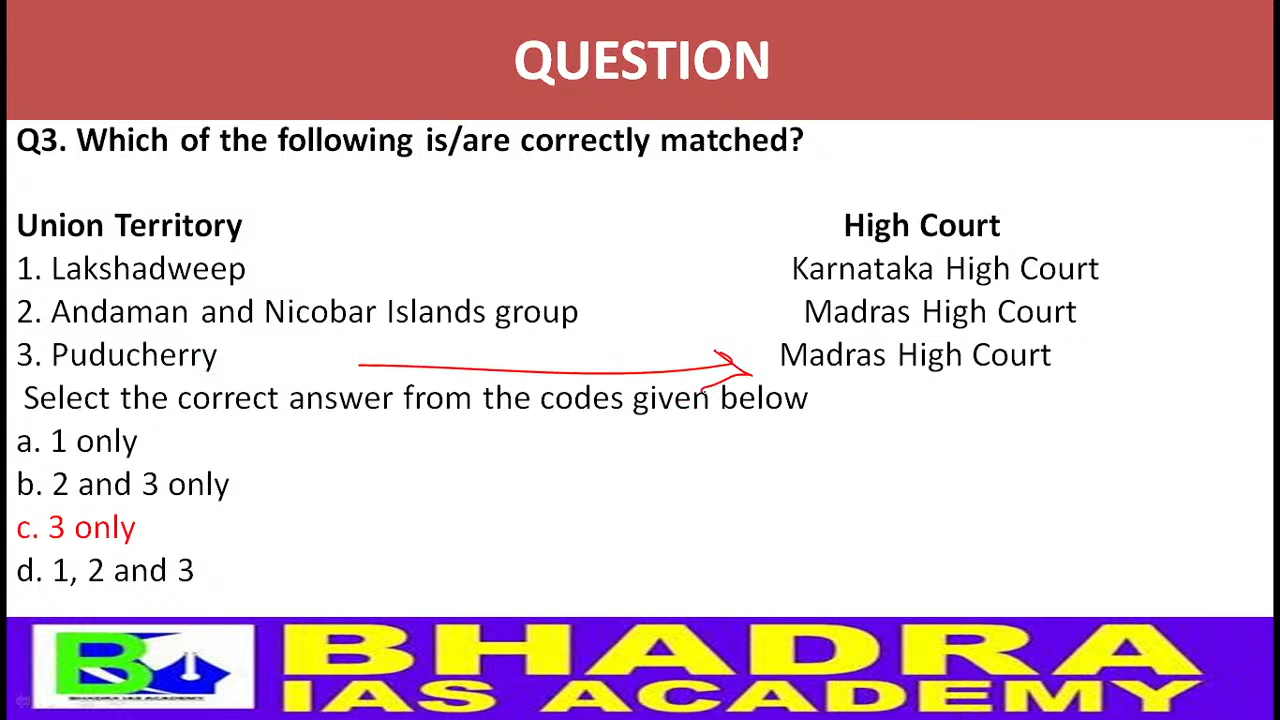 QUESTION
Q3. Which of the following is/are correctly matched?
Union Territory High Court
1. Lakshadweep Karnataka High Court
2. Andaman and Nicobar Islands group Madras High Court
3. Puducherry Madras High Court
Select the correct answer from the codes given below
a. 1 only
b. 2 and 3 only
c. 3 only
d. 1, 2 and 3
BHADRA
IAS ACADEMY
BHADRA IAS ACADEMY